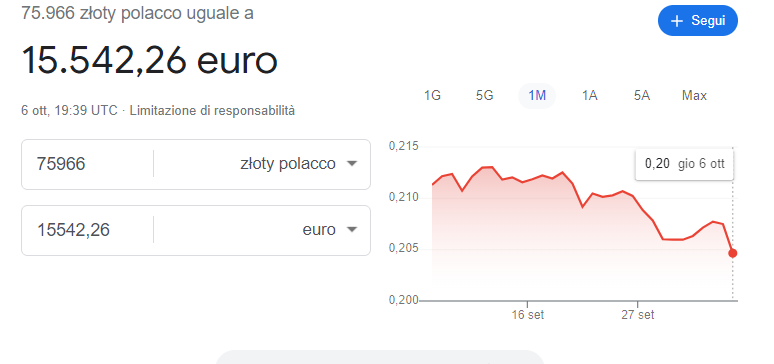 75.966 złoty polacco uguale a
+ Segui
15.542,26 euro
6 ott, 19:39 UTC · Limitazione di responsabilità
1G 5G 1M 1A 5A Max
75966 złoty polacco
15542,26 euro
0,215
0,20 gio 6 ott
0,210
0,205
0,200
16 set 27 set